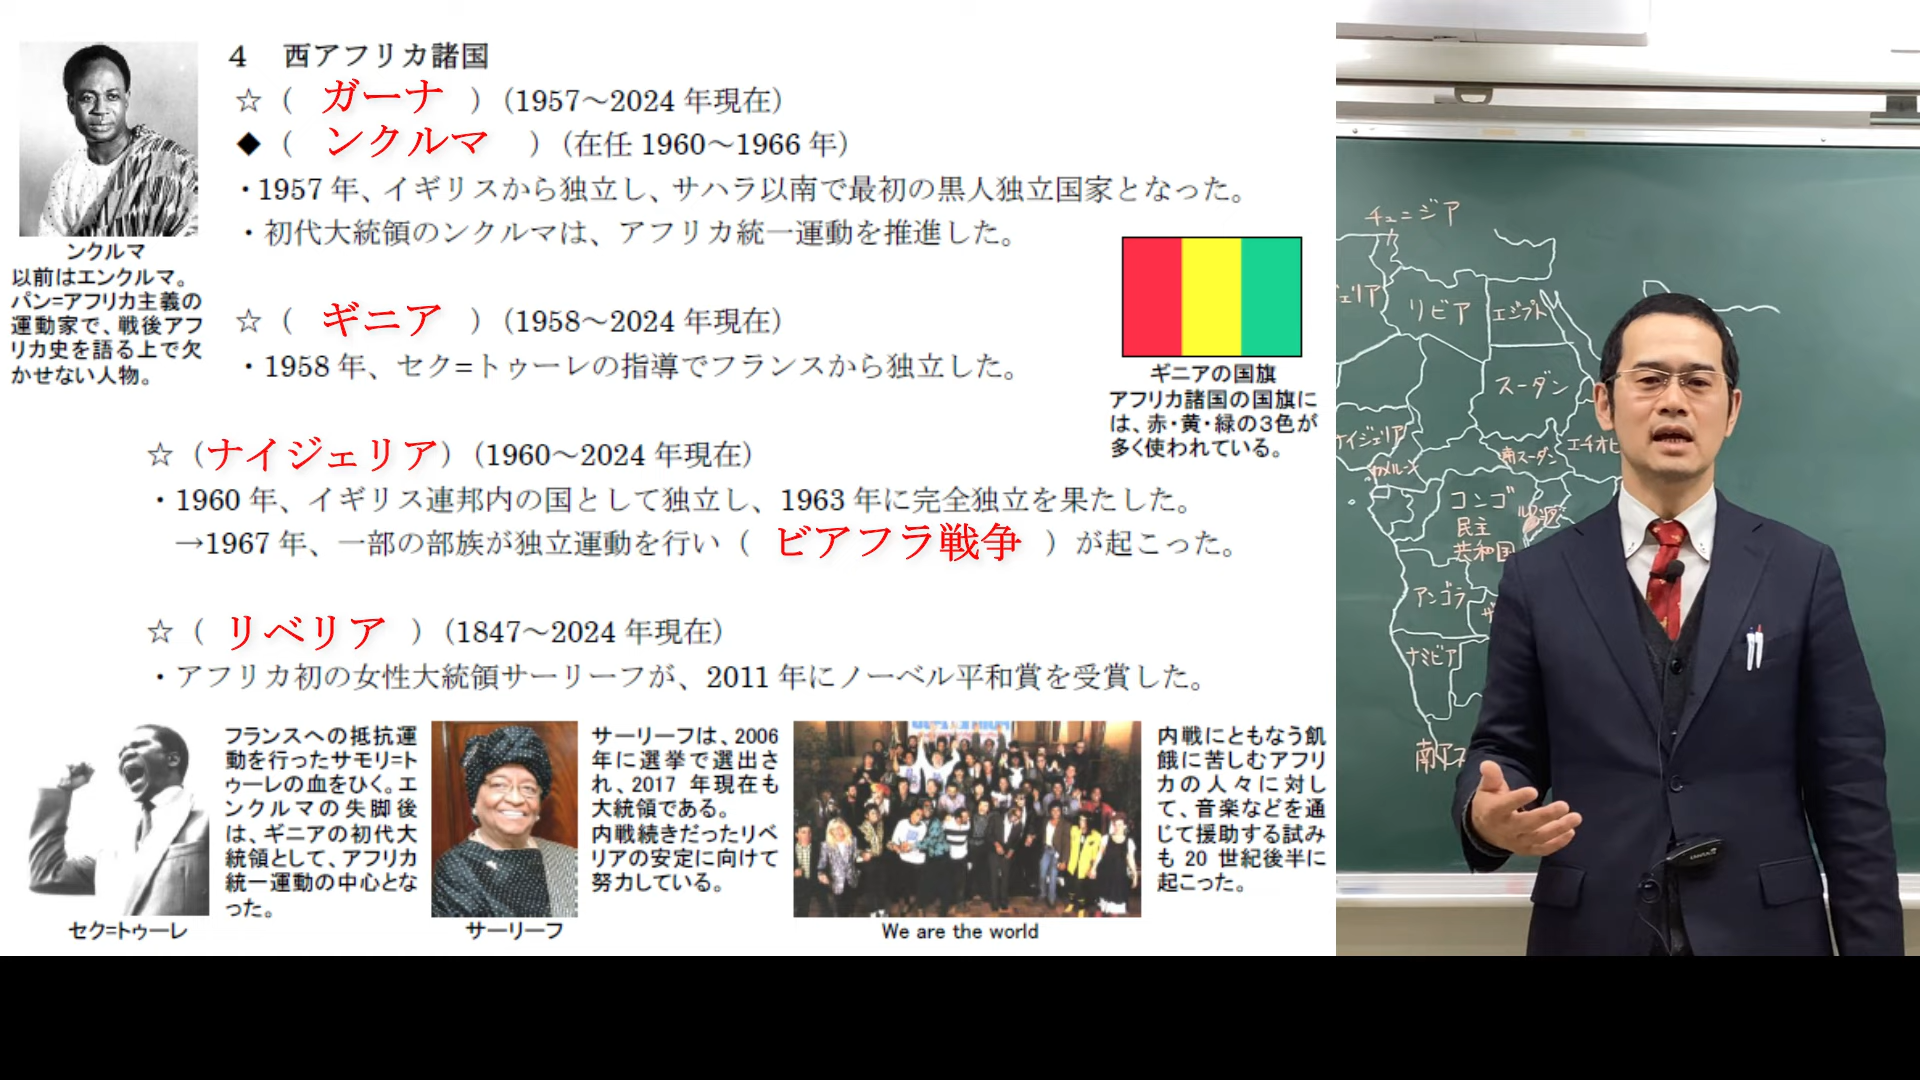 4 西アフリカ諸国
☆（ ガーナ ）（1957～2024 年現在）
◆（ ンクルマ ）（在任 1960～1966 年）
・1957 年、イギリスから独立し、サハラ以南で最初の黒人独立国家となった。
・初代大統領のンクルマは、アフリカ統一運動を推進した。
ンクルマ
以前はエンクルマ。
パン=アフリカ主義の
運動家で、戦後アフ
リカ史を語る上で欠
かせない人物。
☆（ ギニア ）（1958～2024 年現在）
・1958 年、セク=トゥーレの指導でフランスから独立した。
ギニアの国旗
アフリカ諸国の国旗に
は、赤・黄・緑の３色が
多く使われている。
☆（ナイジェリア）（1960～2024 年現在）
・1960 年、イギリス連邦内の国として独立し、1963 年に完全独立を果たした。
→1967 年、一部の部族が独立運動を行い（ ビアフラ戦争 ）が起こった。
☆（ リベリア ）（1847～2024 年現在）
・アフリカ初の女性大統領サーリーフが、2011 年にノーベル平和賞を受賞した。
フランスへの抵抗運
動を行ったサモリ=ト
ゥーレの血をひく。エ
ンクルマの失脚後
は、ギニアの初代大
統領として、アフリカ
統一運動の中心とな
った。
セク=トゥーレ
サーリーフは、2006
年に選挙で選出さ
れ、2017 年現在も
大統領である。
内戦続きだったリベ
リアの安定に向けて
努力している。
サーリーフ
We are the world
内戦にともなう飢
餓に苦しむアフリ
カの人々に対し
て、音楽などを通
じて援助する試み
も 20 世紀後半に
起こった。
チュニジア
ェリア
リビア
エジプト
スーダン
ナイジェリア
カメルーン
南スーダン
エチオピ
コンゴ
民主
共和国
アンゴラ
ザ
ナミビア
南ア